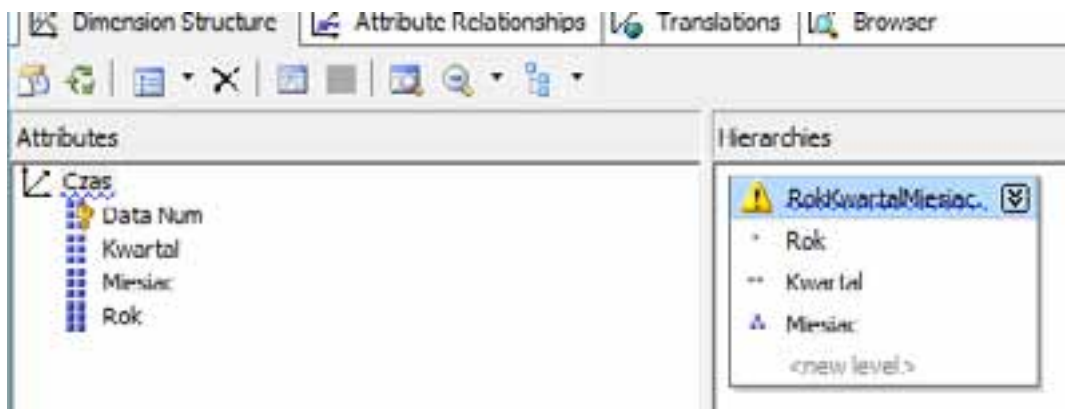 Dimension Structure Attribute Relationships Translations Browser
Attributes
Hierarchies
Czas
Data Num
Kwartal
Miesiac
Rok
RokKwartalMiesiac..
Rok
Kwartal
Miesiac
<new level>